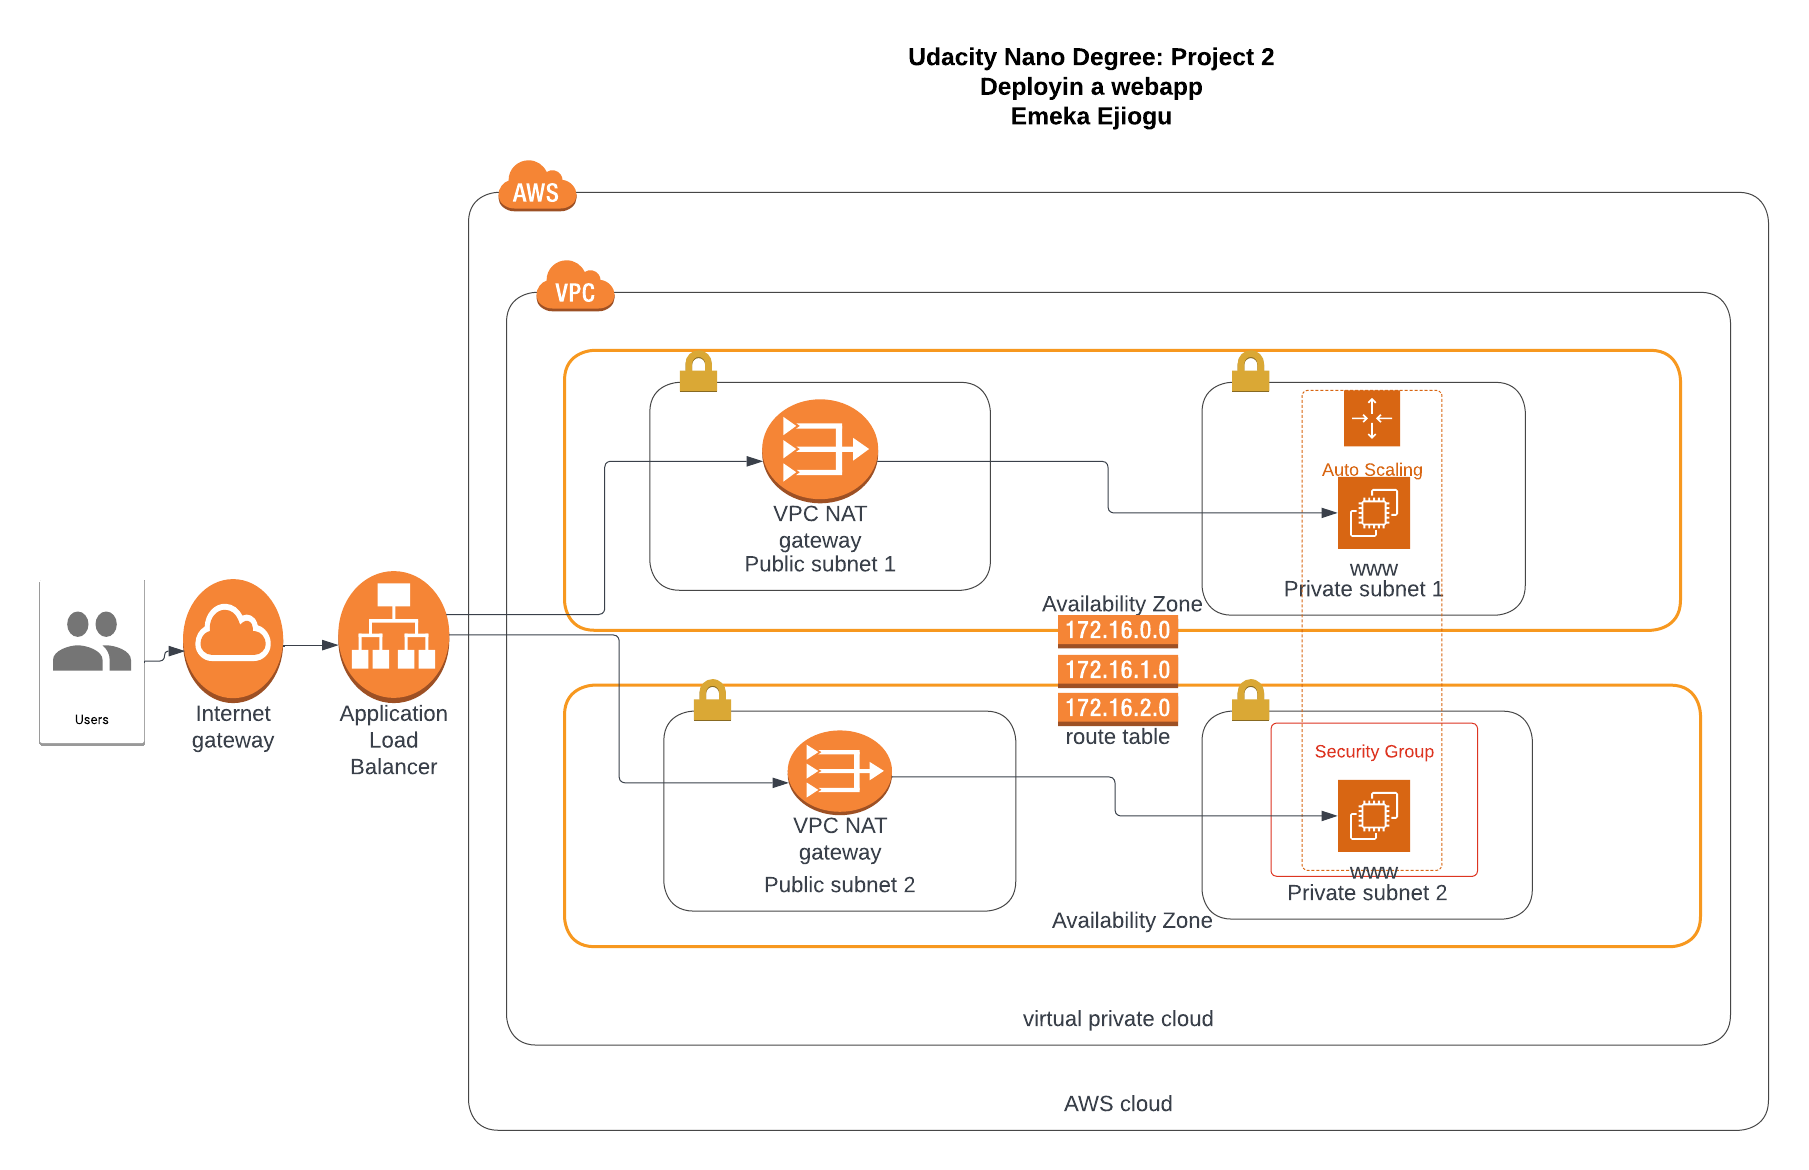 Udacity Nano Degree: Project 2
Deployin a webapp
Emeka Ejiogu
AWS
VPC
Auto Scaling
VPC NAT
gateway
Public subnet 1
www
Private subnet 1
Availability Zone
172.16.0.0
172.16.1.0
172.16.2.0
route table
Users
Internet
gateway
Application
Load
Balancer
Security Group
VPC NAT
gateway
Public subnet 2
www
Private subnet 2
Availability Zone
virtual private cloud
AWS cloud